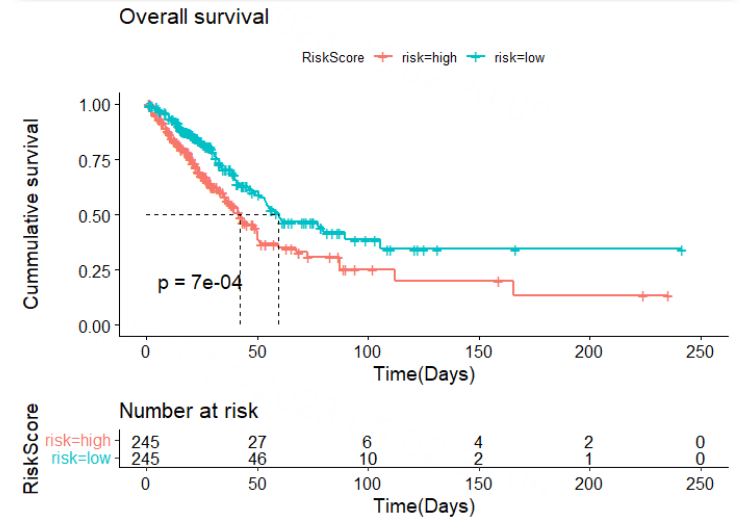 Overall survival
RiskScore risk=high risk=low
Cummulative survival
1.00
0.75
0.50
0.25
0.00
p = 7e-04
0 50 100 150 200 250
Time(Days)
Number at risk
RiskScore
risk=high 245 27 6 4 2 0
risk=low 245 46 10 2 1 0
0 50 100 150 200 250
Time(Days)